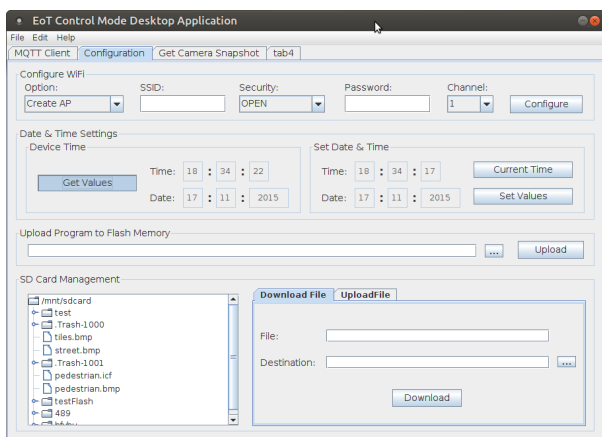 EoT Control Mode Desktop Application
File Edit Help
MQTT Client Configuration Get Camera Snapshot tab4
Configure WiFi
Option: SSID: Security: Password: Channel:
Create AP OPEN 1 Configure
Date & Time Settings
Device Time Set Date & Time
Time: 18 : 34 : 22 Time: 18 : 34 : 17 Current Time
Get Values
Date: 17 : 11 : 2015 Date: 17 : 11 : 2015 Set Values
Upload Program to Flash Memory
... Upload
SD Card Management
Download File UploadFile
/mnt/sdcard
test
.Trash-1000
tiles.bmp
street.bmp
.Trash-1001
pedestrian.icf
pedestrian.bmp
testFlash
489
File:
Destination: ...
Download